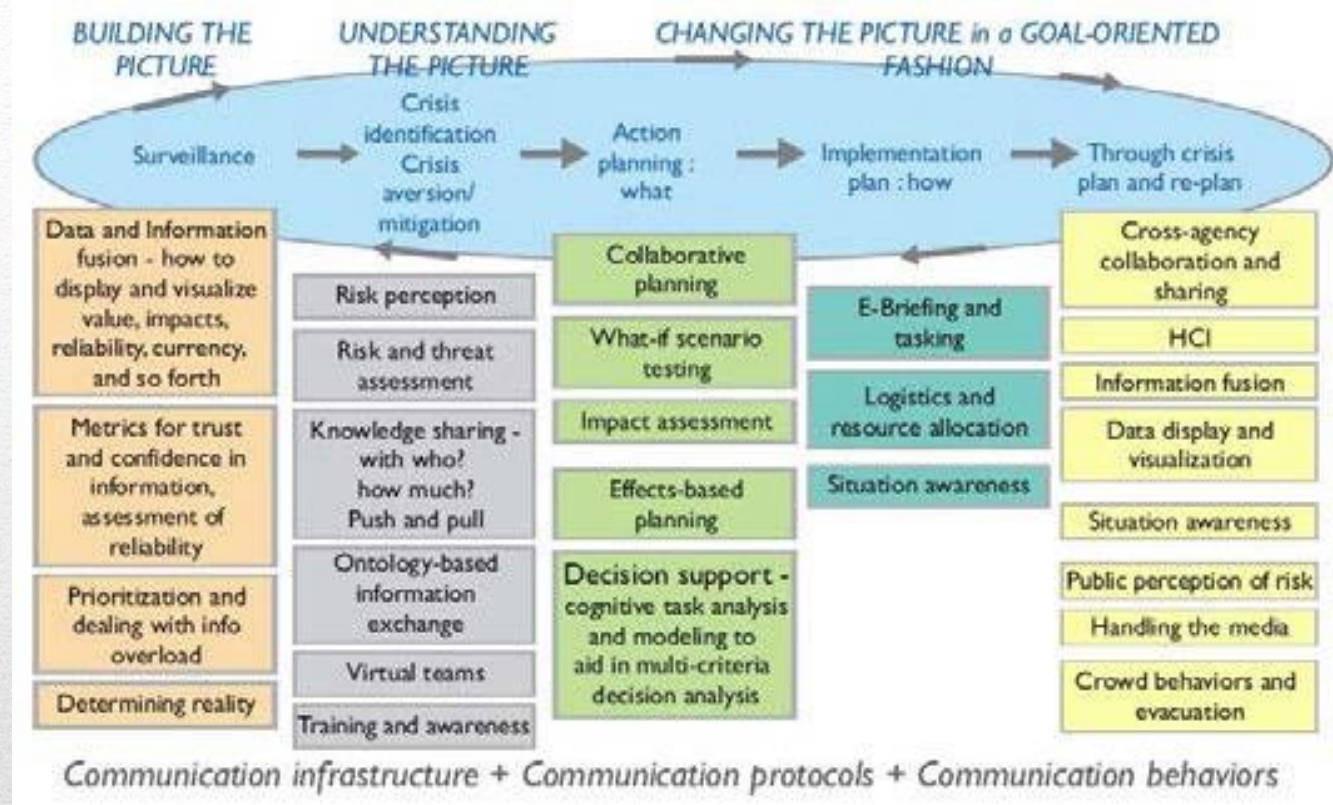 BUILDING THE
PICTURE
UNDERSTANDING
THE PICTURE
CHANGING THE PICTURE in a GOAL-ORIENTED
FASHION
Surveillance
Crisis
identification
Crisis
aversion/
mitigation
Action
planning :
what
Implementation
plan : how
Through crisis
plan and re-plan
Data and Information
fusion - how to
display and visualize
value, impacts,
reliability, currency,
and so forth
Metrics for trust
and confidence in
information,
assessment of
reliability
Prioritization and
dealing with info
overload
Determining reality
Risk perception
Risk and threat
assessment
Knowledge sharing -
with who?
how much?
Push and pull
Ontology-based
information
exchange
Virtual teams
Training and awareness
Collaborative
planning
What-if scenario
testing
Impact assessment
Effects-based
planning
Decision support -
cognitive task analysis
and modeling to
aid in multi-criteria
decision analysis
E-Briefing and
tasking
Logistics and
resource allocation
Situation awareness
Cross-agency
collaboration and
sharing
HCI
Information fusion
Data display and
visualization
Situation awareness
Public perception of risk
Handling the media
Crowd behaviors and
evacuation
Communication infrastructure + Communication protocols + Communication behaviors